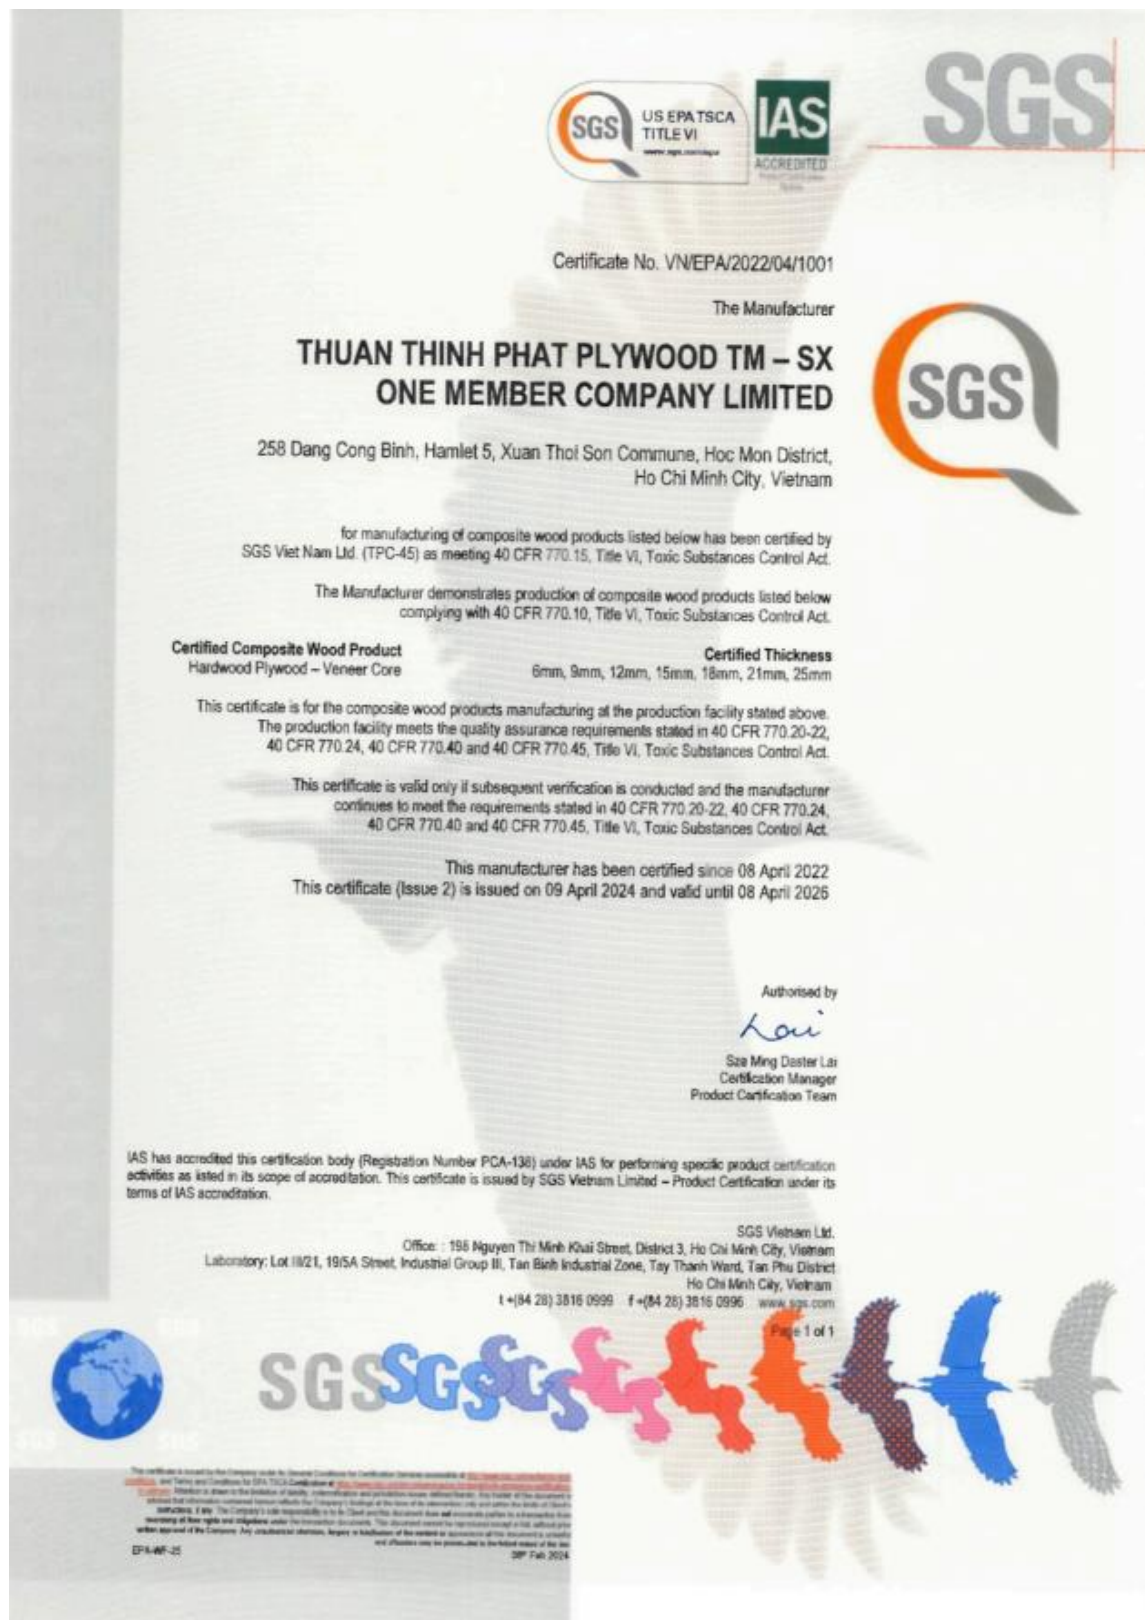 SGS
SGS
US EPA TSCA
TITLE VI
IAS
ACCREDITED
Certificate No. VN/EPA/2022/04/1001
The Manufacturer
THUAN THINH PHAT PLYWOOD TM – SX
ONE MEMBER COMPANY LIMITED
SGS
258 Dang Cong Binh, Hamlet 5, Xuan Thoi Son Commune, Hoc Mon District,
Ho Chi Minh City, Vietnam
for manufacturing of composite wood products listed below has been certified by
SGS Viet Nam Ltd. (TPC-45) as meeting 40 CFR 770.15, Title VI, Toxic Substances Control Act.
The Manufacturer demonstrates production of composite wood products listed below
complying with 40 CFR 770.10, Title VI, Toxic Substances Control Act.
Certified Composite Wood Product
Hardwood Plywood – Veneer Core
Certified Thickness
6mm, 9mm, 12mm, 15mm, 18mm, 21mm, 25mm
This certificate is for the composite wood products manufacturing at the production facility stated above.
The production facility meets the quality assurance requirements stated in 40 CFR 770.20-22,
40 CFR 770.24, 40 CFR 770.40 and 40 CFR 770.45, Title VI, Toxic Substances Control Act.
This certificate is valid only if subsequent verification is conducted and the manufacturer
continues to meet the requirements stated in 40 CFR 770.20-22, 40 CFR 770.24,
40 CFR 770.40 and 40 CFR 770.45, Title VI, Toxic Substances Control Act.
This manufacturer has been certified since 08 April 2022
This certificate (Issue 2) is issued on 09 April 2024 and valid until 08 April 2026
Authorised by
Lai
Sze Ming Daster Lai
Certification Manager
Product Certification Team
IAS has accredited this certification body (Registration Number PCA-136) under IAS for performing specific product certification
activities as listed in its scope of accreditation. This certificate is issued by SGS Vietnam Limited – Product Certification under its
terms of IAS accreditation.
SGS Vietnam Ltd.
Office: : 198 Nguyen Thi Minh Khai Street, District 3, Ho Chi Minh City, Vietnam
Laboratory: Lot III/21, 19/5A Street, Industrial Group III, Tan Binh Industrial Zone, Tay Thanh Ward, Tan Phu District
Ho Chi Minh City, Vietnam
t +(84 28) 3816 0999 f +(84 28) 3816 0996 www.sgs.com
Page 1 of 1
SGS SGS SGS
EPA-WF-25